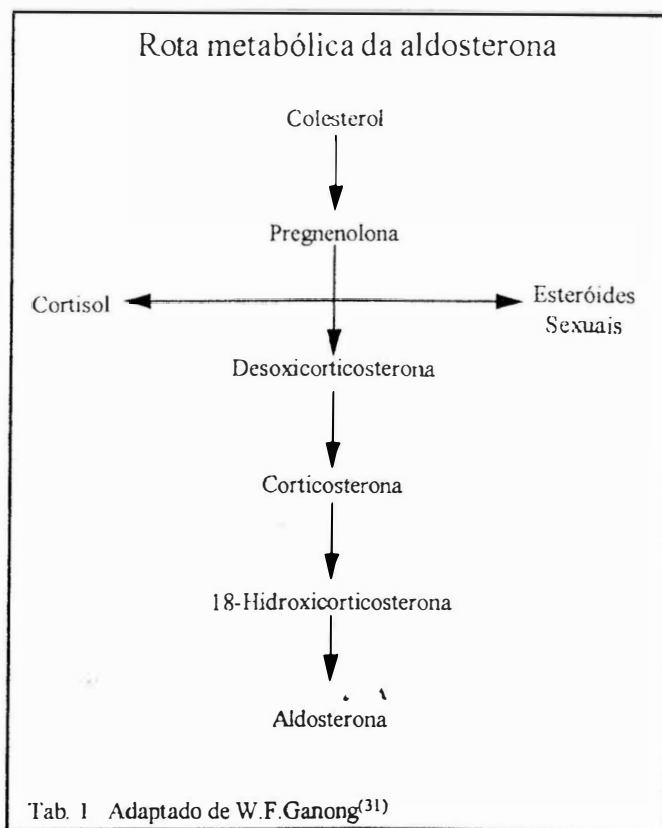 Rota metabólica da aldosterona
Colesterol
Pregnenolona
Cortisol
Esteróides
Sexuais
Desoxicorticosterona
Corticosterona
18-Hidroxicorticosterona
Aldosterona
Tab. 1 Adaptado de W.F.Ganong(31)